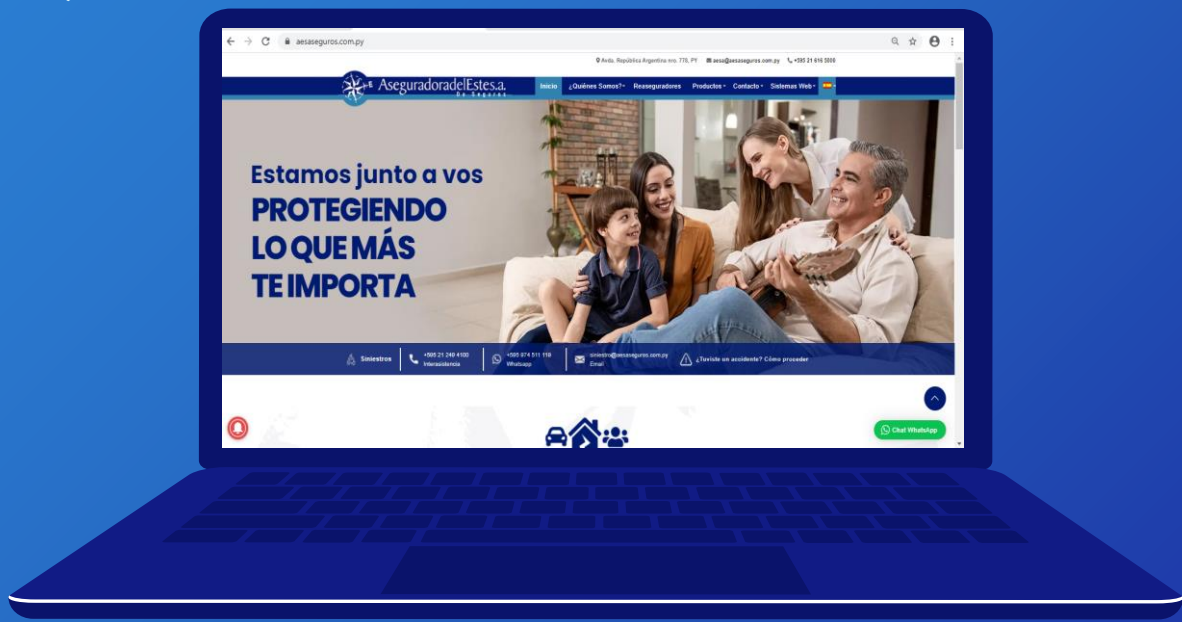 aesaseguros.com.py
Avda. República Argentina nro. 778, PY aesa@aesaseguros.com.py +595 21 616 5000
E AseguradoradelEstes.a.
De Seguros
Inicio ¿Quiénes Somos? Reaseguradores Productos Contacto Sistemas Web
Estamos junto a vos
PROTEGIENDO
LO QUE MÁS
TE IMPORTA
Siniestros
+595 21 240 4100
Interasistencia
+595 974 511 119
Whatsapp
siniestro@aesaseguros.com.py
Email
¿Tuviste un accidente? Cómo proceder
Chat WhatsApp